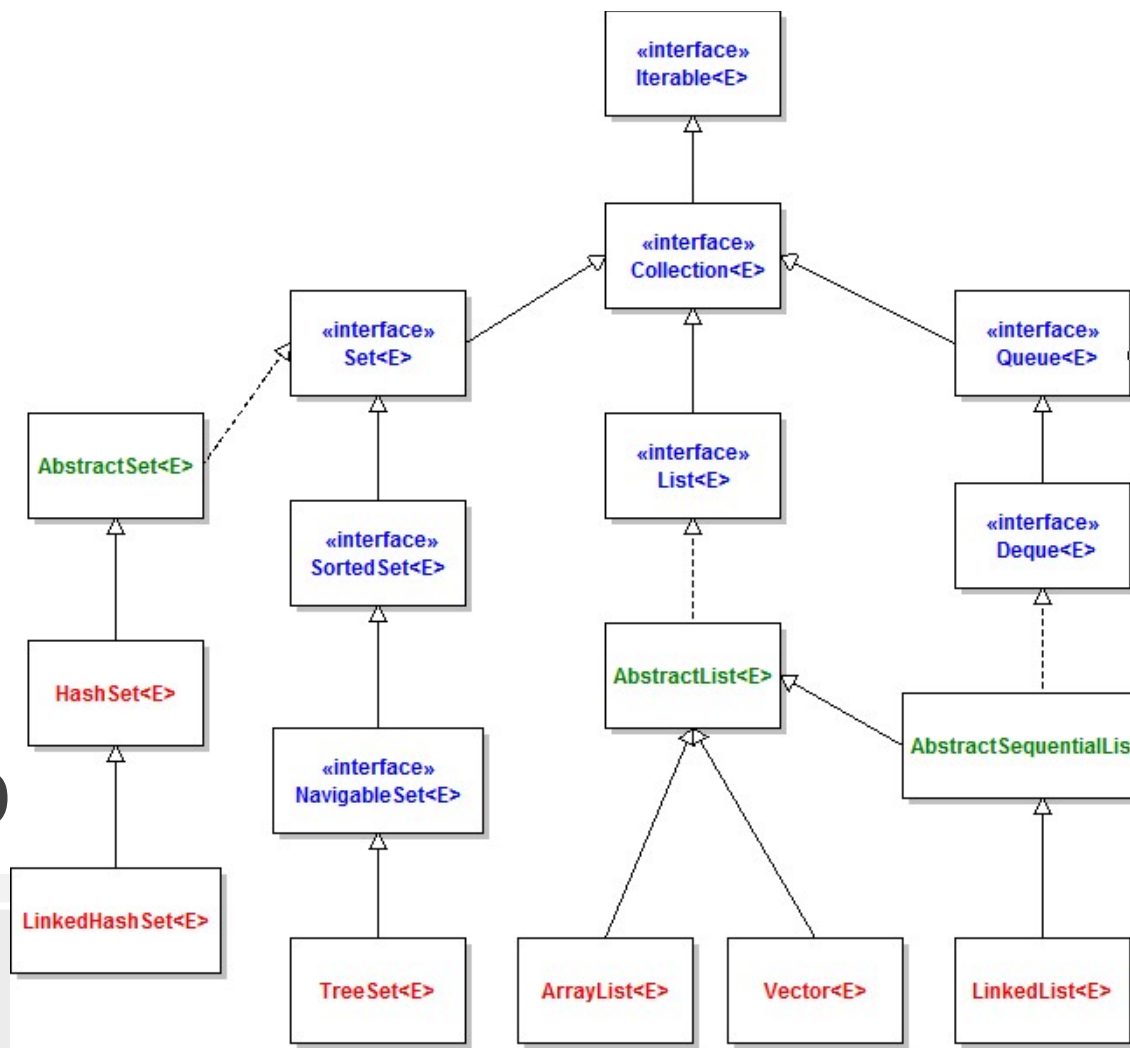 «interface»
Iterable<E>
«interface»
Collection<E>
«interface»
Set<E>
«interface»
Queue<E>
AbstractSet<E>
«interface»
List<E>
«interface»
SortedSet<E>
«interface»
Deque<E>
HashSet<E>
AbstractList<E>
«interface»
NavigableSet<E>
AbstractSequentialLis
LinkedHashSet<E>
TreeSet<E>
ArrayList<E>
Vector<E>
LinkedList<E>